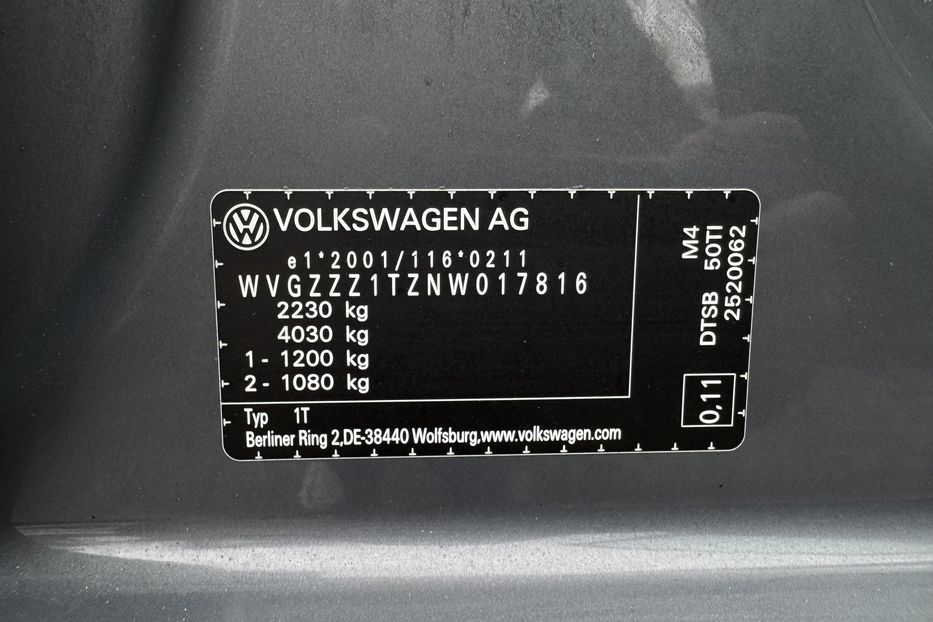 VOLKSWAGEN AG
e1*2001/116*0211
WVGZZZ1TZNW017816
2230 kg
4030 kg
1 - 1200 kg
2 - 1080 kg
Typ 1T
Berliner Ring 2,DE-38440 Wolfsburg,www.volkswagen.com
M4
DTSB 50TI
2520062
0,11